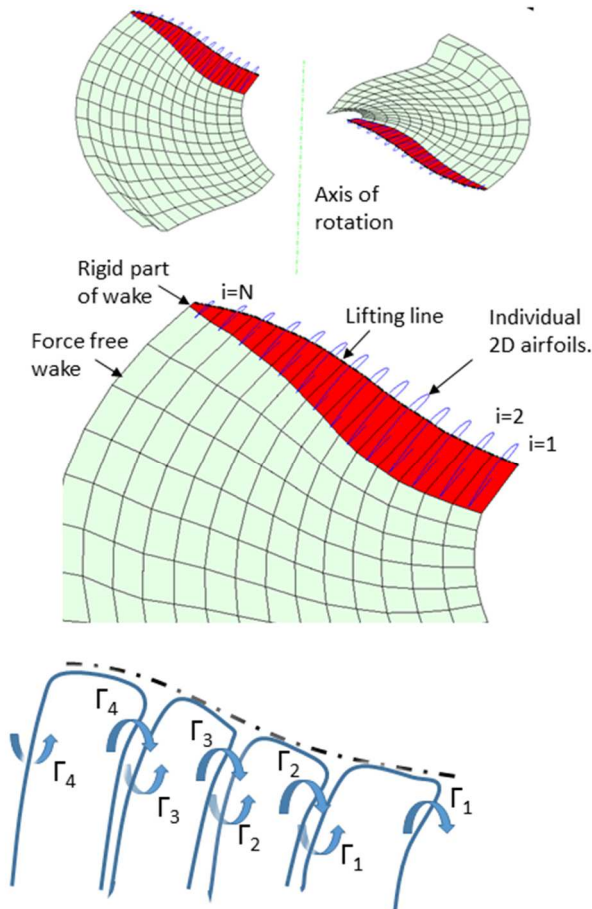 Axis of
rotation
Rigid part
of wake
i=N
Lifting line
Individual
2D airfoils.
Force free
wake
i=2
i=1
Γ4
Γ3
Γ2
Γ1
Γ4
Γ3
Γ2
Γ1